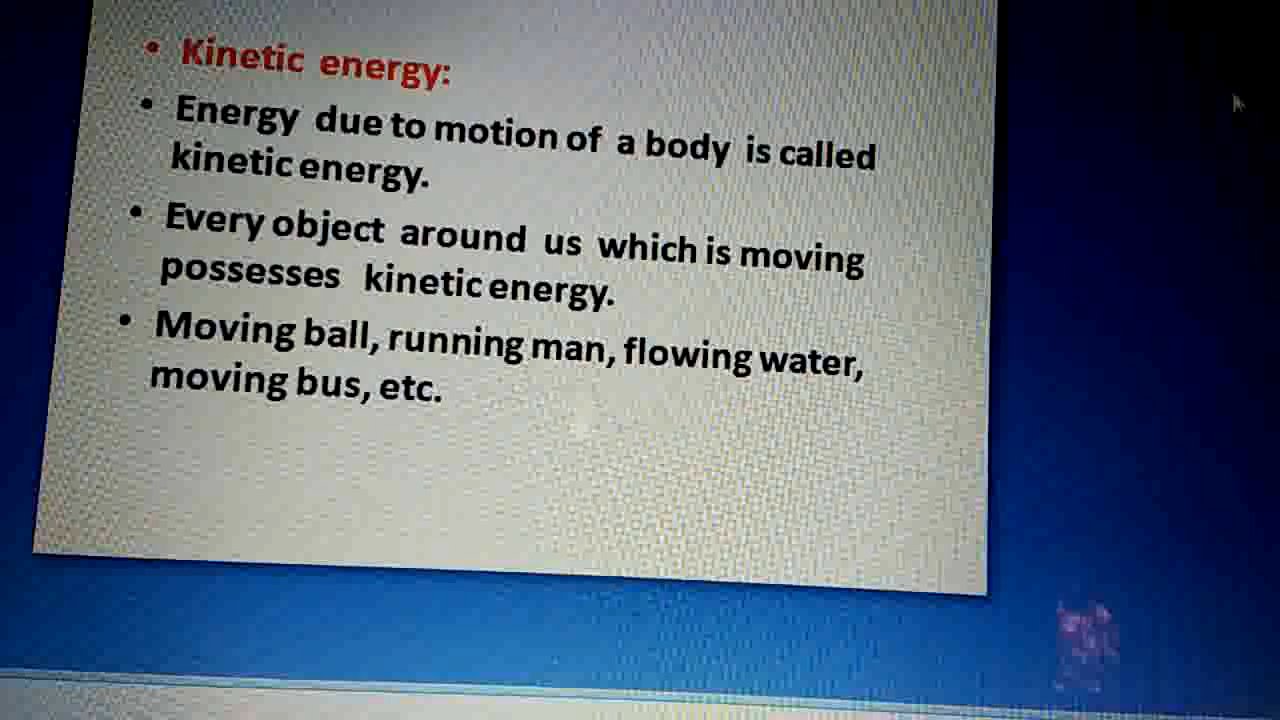 • Kinetic energy:
• Energy due to motion of a body is called
kinetic energy.
• Every object around us which is moving
possesses kinetic energy.
• Moving ball, running man, flowing water,
moving bus, etc.